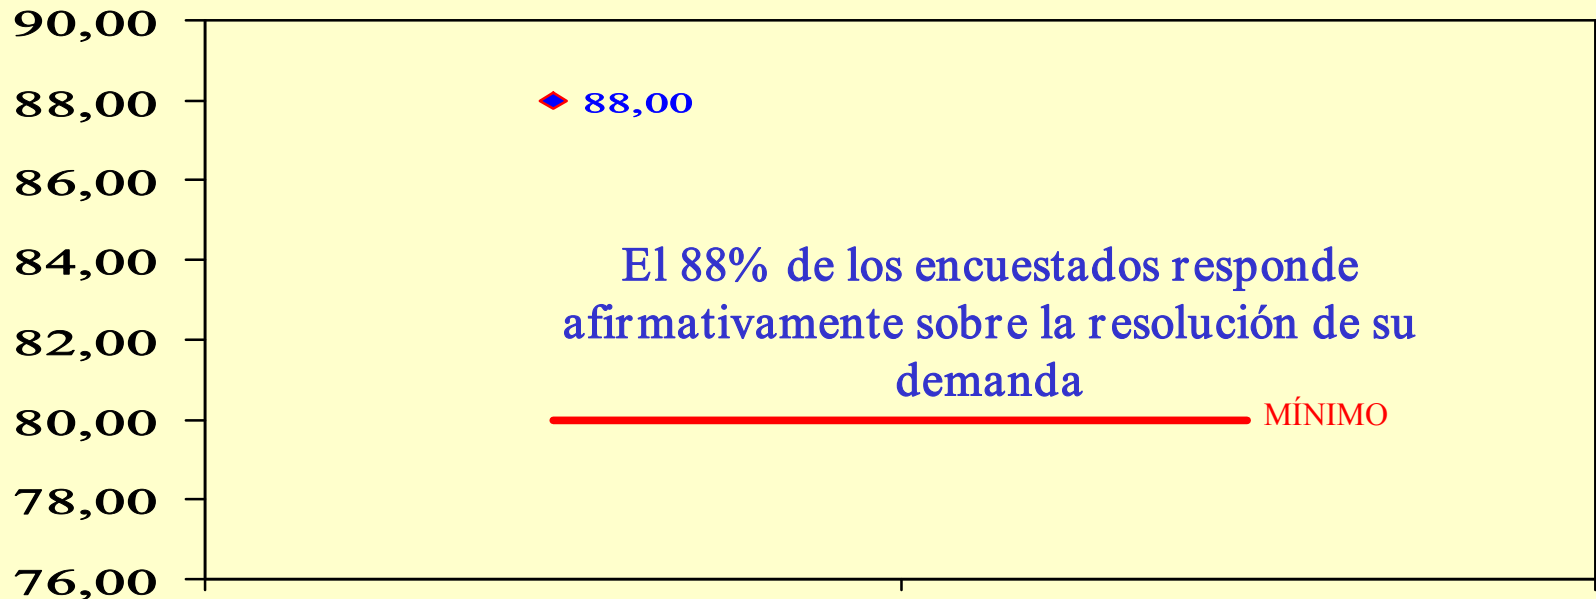 90,00
88,00
88,00
86,00
84,00
El 88% de los encuestados responde
afirmativamente sobre la resolución de su
82,00
demanda
80,00
MÍNIMO
78,00
76,00